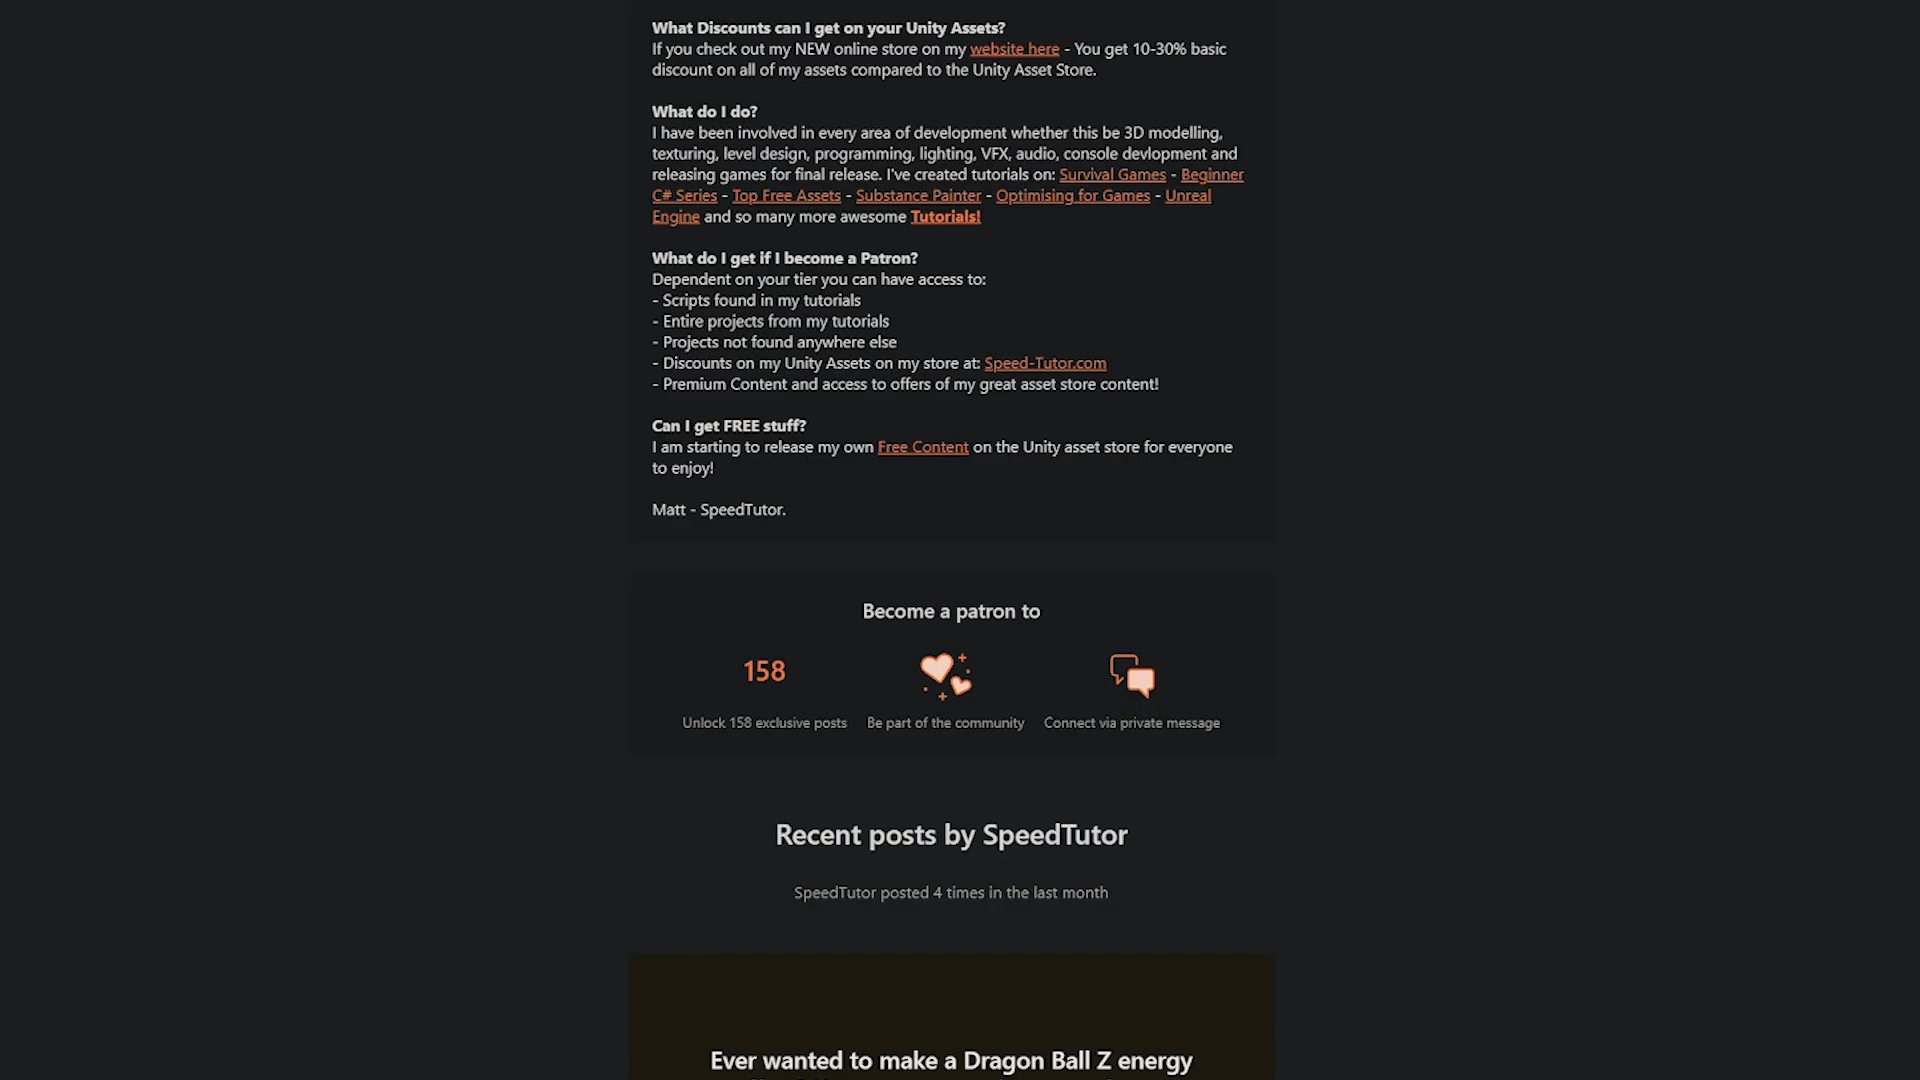 What Discounts can I get on your Unity Assets?
If you check out my NEW online store on my website here - You get 10-30% basic
discount on all of my assets compared to the Unity Asset Store.
What do I do?
I have been involved in every area of development whether this be 3D modelling,
texturing, level design, programming, lighting, VFX, audio, console devlopment and
releasing games for final release. I've created tutorials on: Survival Games - Beginner
C# Series - Top Free Assets - Substance Painter - Optimising for Games - Unreal
Engine and so many more awesome Tutorials!
What do I get if I become a Patron?
Dependent on your tier you can have access to:
- Scripts found in my tutorials
- Entire projects from my tutorials
- Projects not found anywhere else
- Discounts on my Unity Assets on my store at: Speed-Tutor.com
- Premium Content and access to offers of my great asset store content!
Can I get FREE stuff?
I am starting to release my own Free Content on the Unity asset store for everyone
to enjoy!
Matt - SpeedTutor.
Become a patron to
158
Unlock 158 exclusive posts
Be part of the community
Connect via private message
Recent posts by SpeedTutor
SpeedTutor posted 4 times in the last month
Ever wanted to make a Dragon Ball Z energy